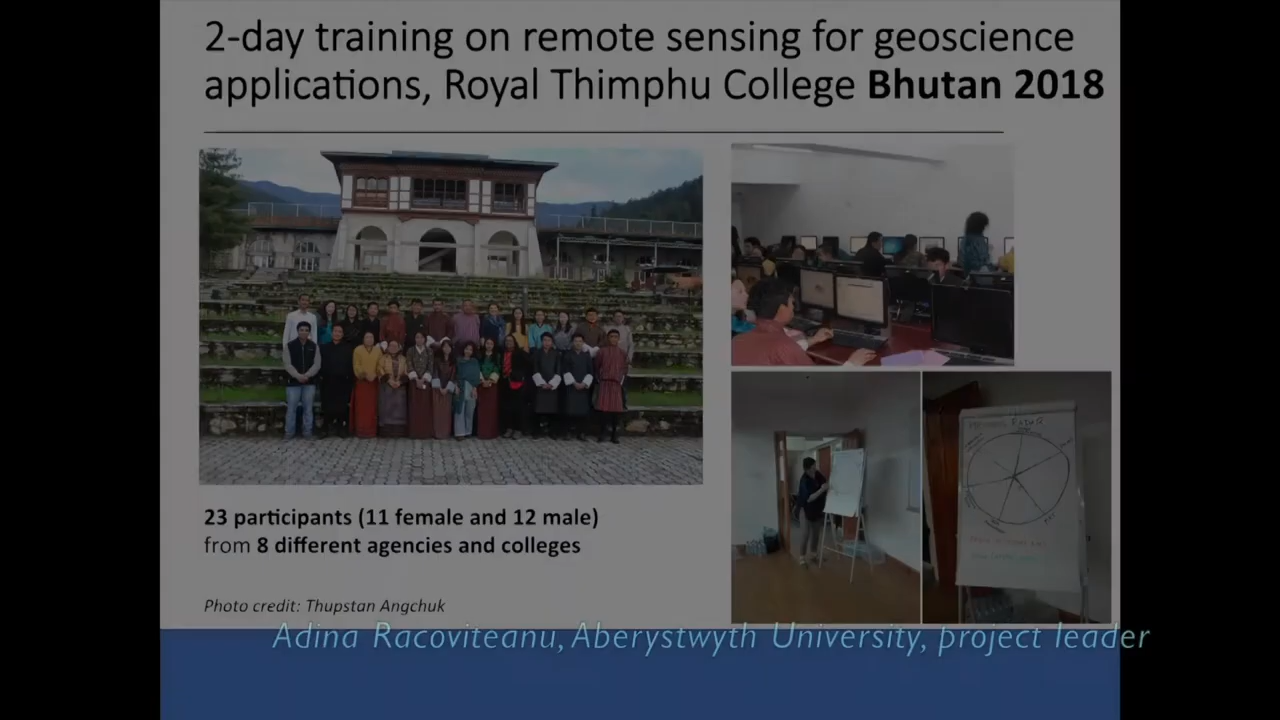 2-day training on remote sensing for geoscience
applications, Royal Thimphu College Bhutan 2018
23 participants (11 female and 12 male)
from 8 different agencies and colleges
Photo credit: Thupstan Angchuk
Adina Racoviteanu, Aberystwyth University, project leader